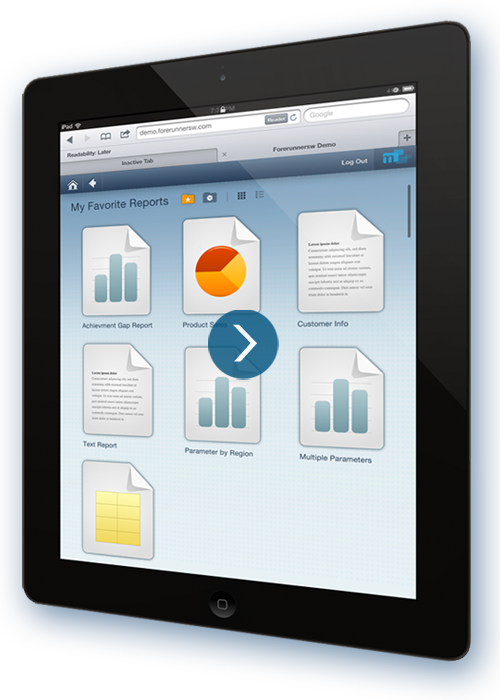 iPad
demo.forerunnersw.com
Reader
Google
Readability: Later
Inactive Tab
Forerunnersw Demo
Log Out
My Favorite Reports
Lorem ipsum dolor
Achievment Gap Report
Product Sales
Customer Info
Lorem ipsum dolor
Text Report
Parameter by Region
Multiple Parameters